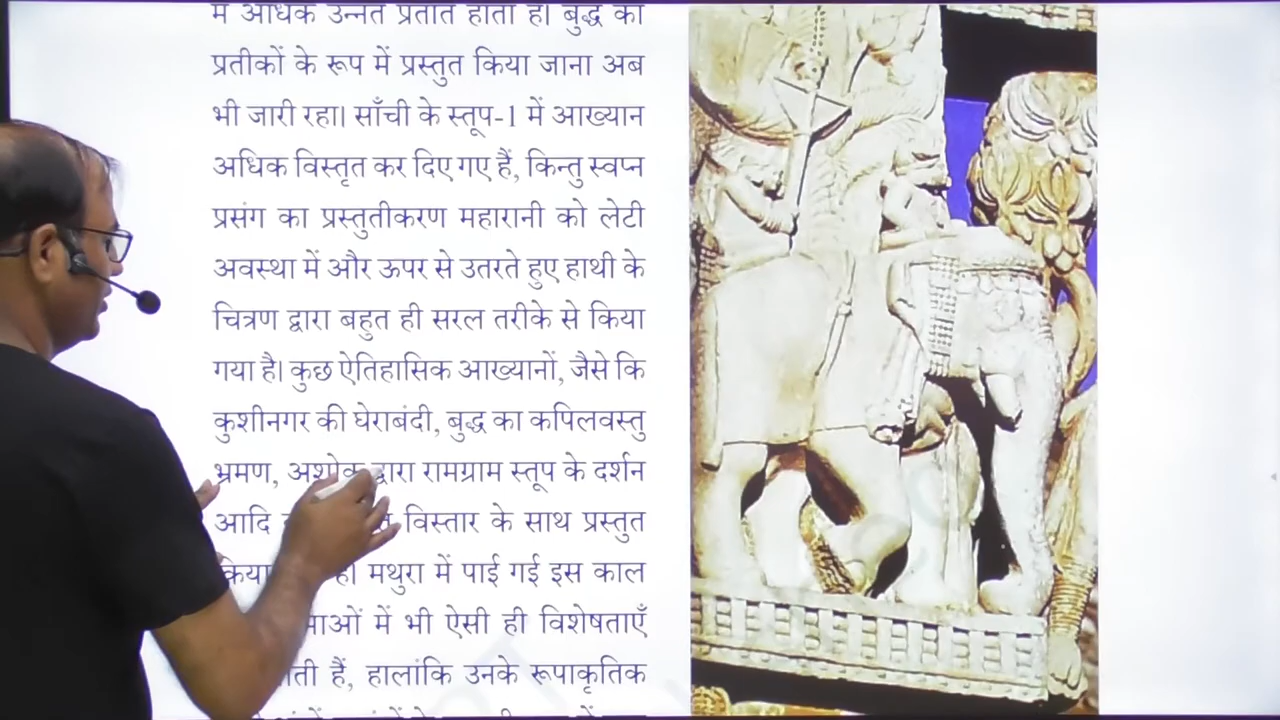 में अधिक उन्नत प्रतीत होता है। बुद्ध को
प्रतीकों के रूप में प्रस्तुत किया जाना अब
भी जारी रहा। साँची के स्तूप-1 में आख्यान
अधिक विस्तृत कर दिए गए हैं, किन्तु स्वप्न
प्रसंग का प्रस्तुतीकरण महारानी को लेटी
अवस्था में और ऊपर से उतरते हुए हाथी के
चित्रण द्वारा बहुत ही सरल तरीके से किया
गया है। कुछ ऐतिहासिक आख्यानों, जैसे कि
कुशीनगर की घेराबंदी, बुद्ध का कपिलवस्तु
भ्रमण, अशोक द्वारा रामग्राम स्तूप के दर्शन
आदि विस्तार के साथ प्रस्तुत
किया है। मथुरा में पाई गई इस काल
में भी ऐसी ही विशेषताएँ
हैं, हालांकि उनके रूपाकृतिक